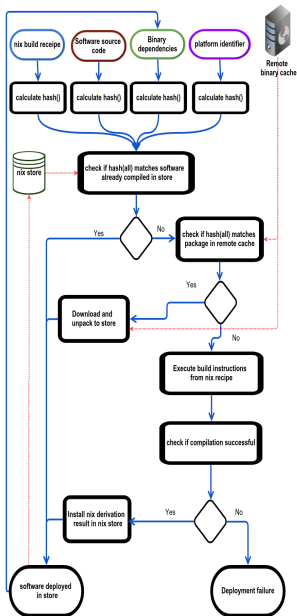 nix build receipe
Software source
code
Binary
dependencies
platform identifier
Remote
binary cache
calculate hash()
calculate hash()
calculate hash()
calculate hash()
nix store
check if hash(all) matches software
already compiled in store
Yes
No
check if hash(all) matches
package in remote cache
Yes
No
Download and
unpack to store
Execute build instructions
from nix recipe
check if compilation successful
Yes
No
Install nix derivation
result in nix store
software deployed
in store
Deployment failure